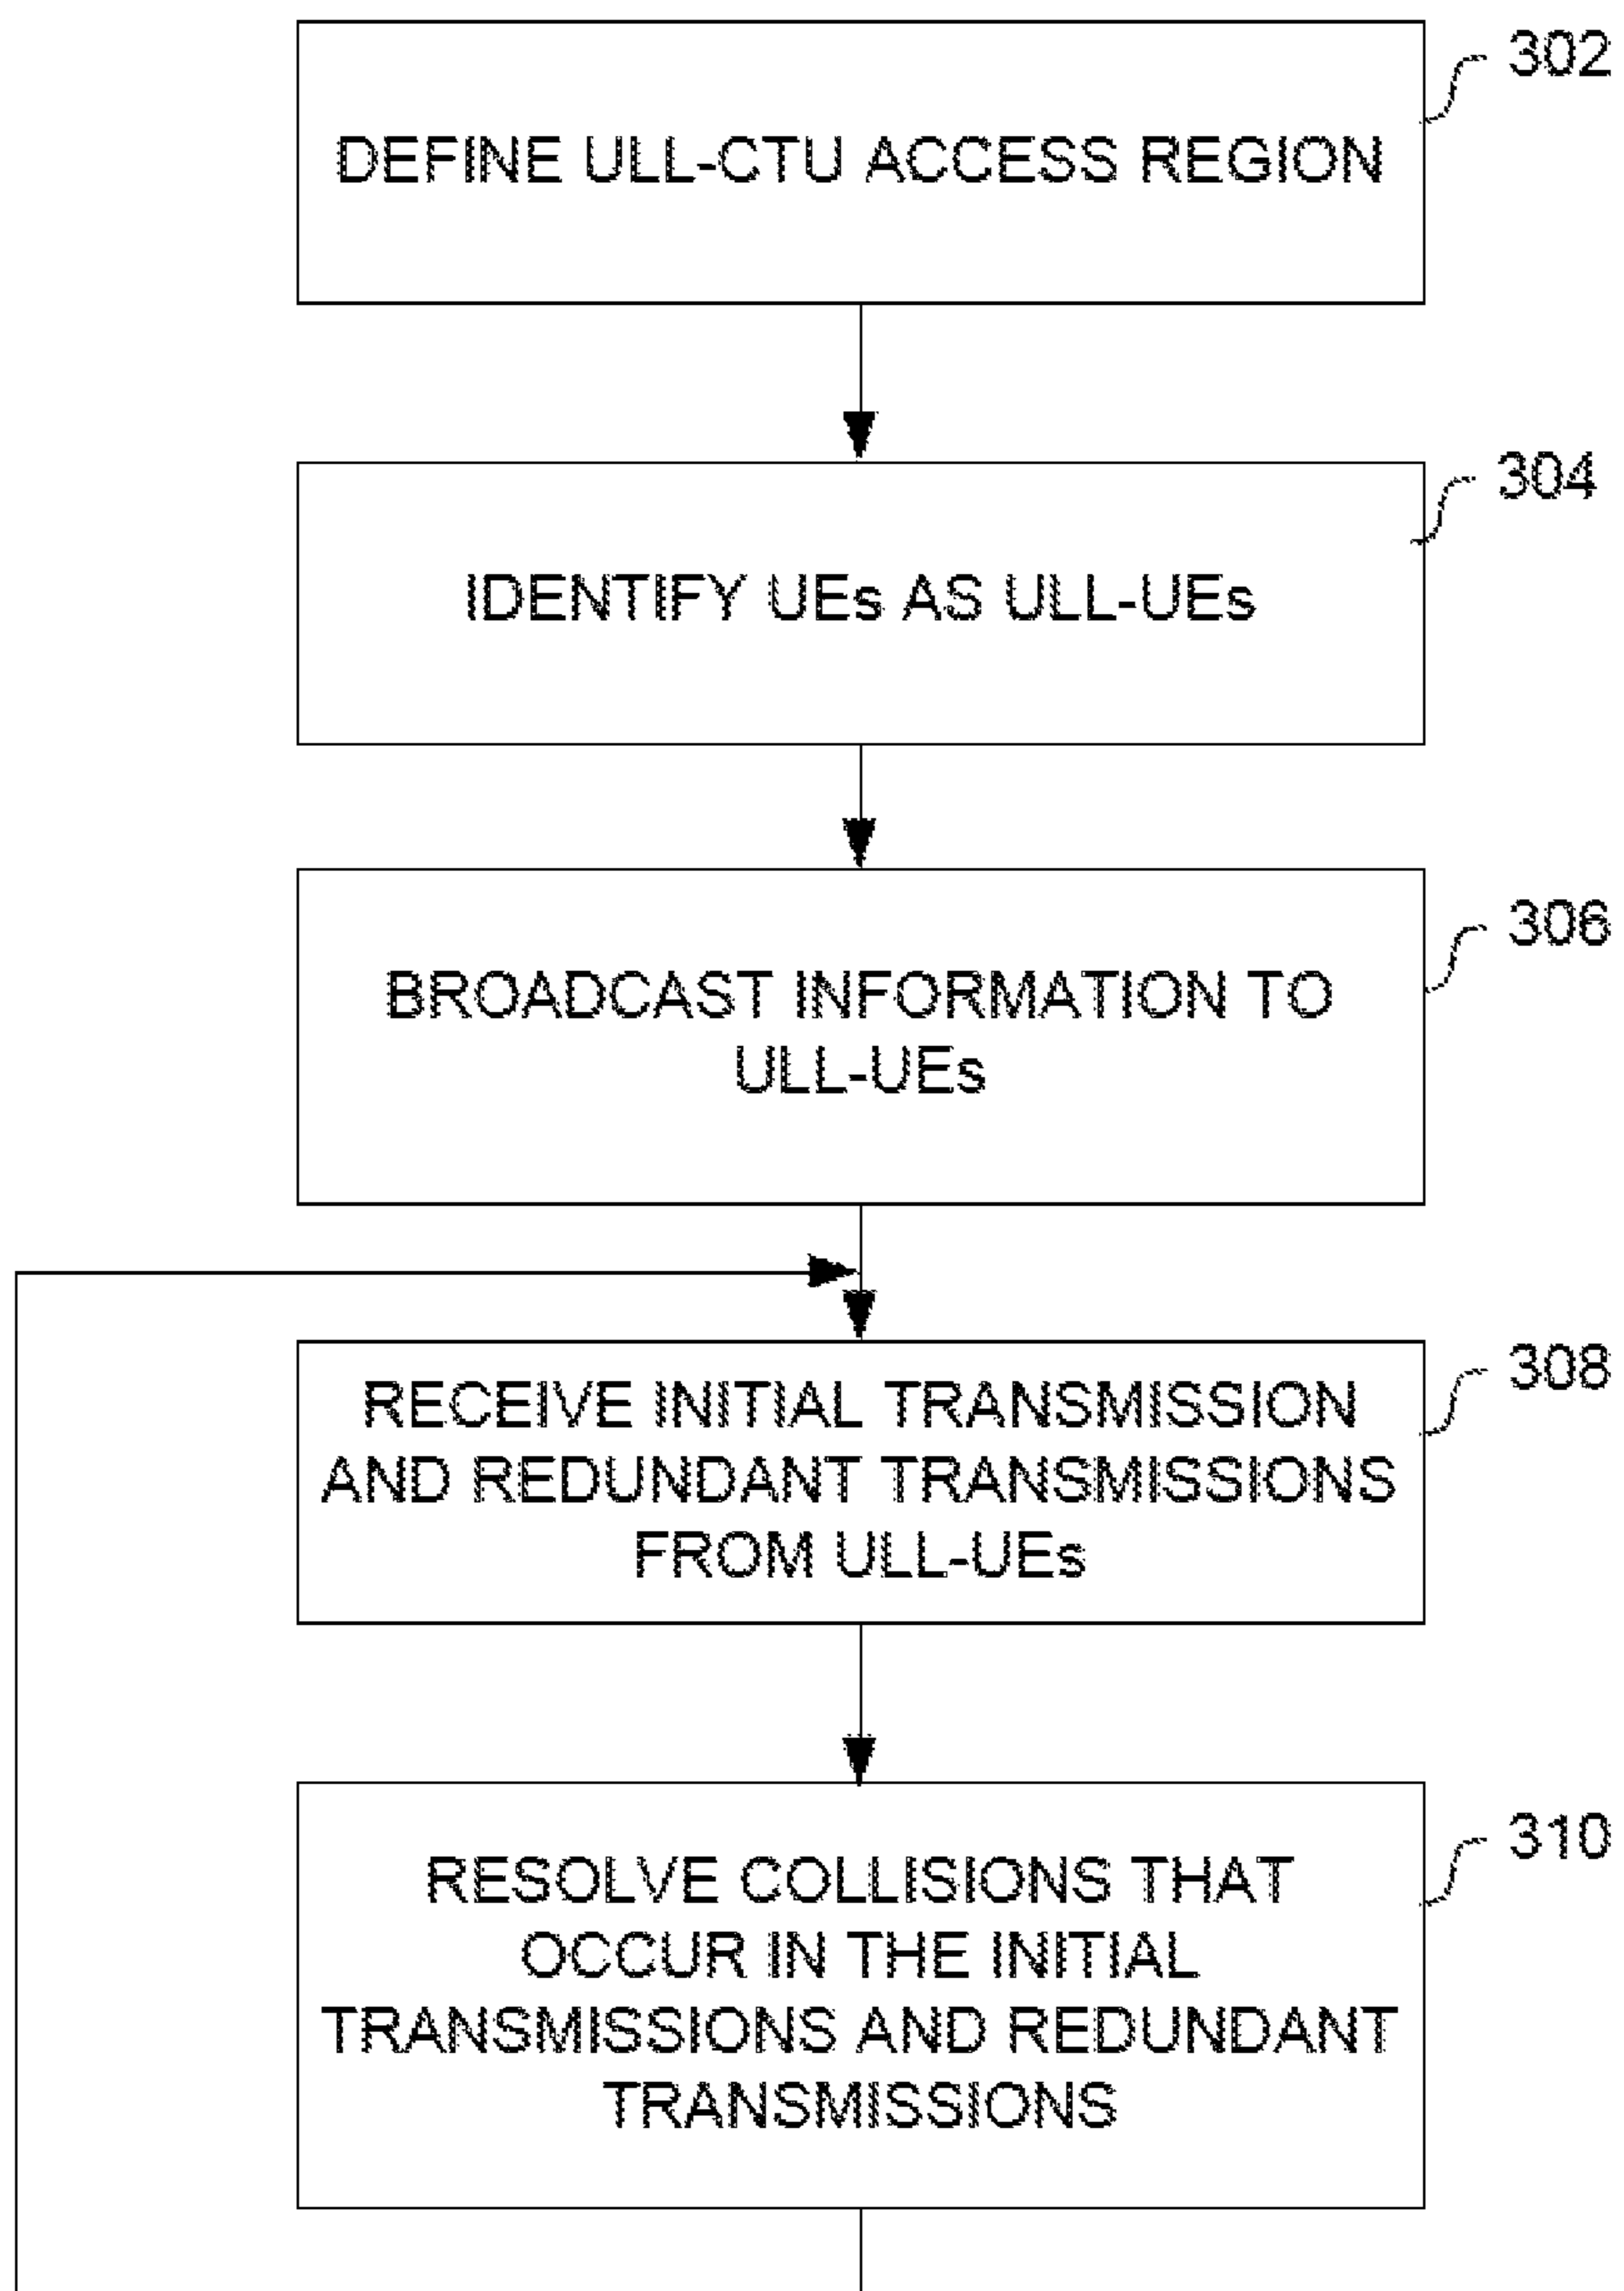 302
DEFINE ULL-CTU ACCESS REGION
304
IDENTIFY UEs AS ULL-UEs
306
BROADCAST INFORMATION TO
ULL-UEs
308
RECEIVE INITIAL TRANSMISSION
AND REDUNDANT TRANSMISSIONS
FROM ULL-UEs
310
RESOLVE COLLISIONS THAT
OCCUR IN THE INITIAL
TRANSMISSIONS AND REDUNDANT
TRANSMISSIONS